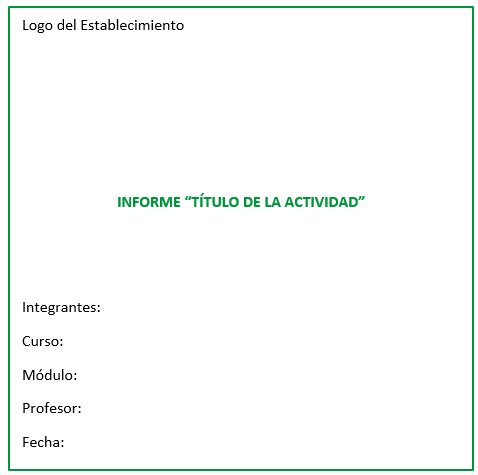 Logo del Establecimiento
INFORME “TÍTULO DE LA ACTIVIDAD”
Integrantes:
Curso:
Módulo:
Profesor:
Fecha: